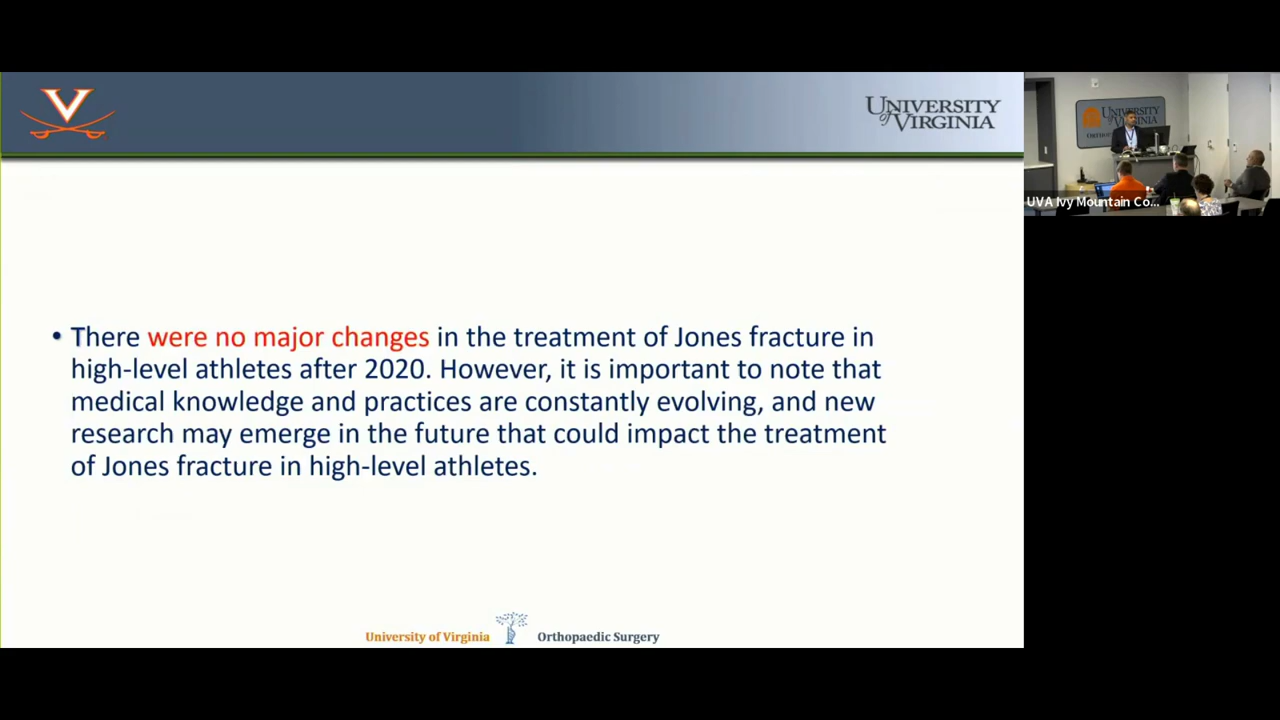 V
UNIVERSITY
of VIRGINIA
• There were no major changes in the treatment of Jones fracture in
high-level athletes after 2020. However, it is important to note that
medical knowledge and practices are constantly evolving, and new
research may emerge in the future that could impact the treatment
of Jones fracture in high-level athletes.
University of Virginia Orthopaedic Surgery
UNIVERSITY
of VIRGINIA
UVA Ivy Mountain Co...